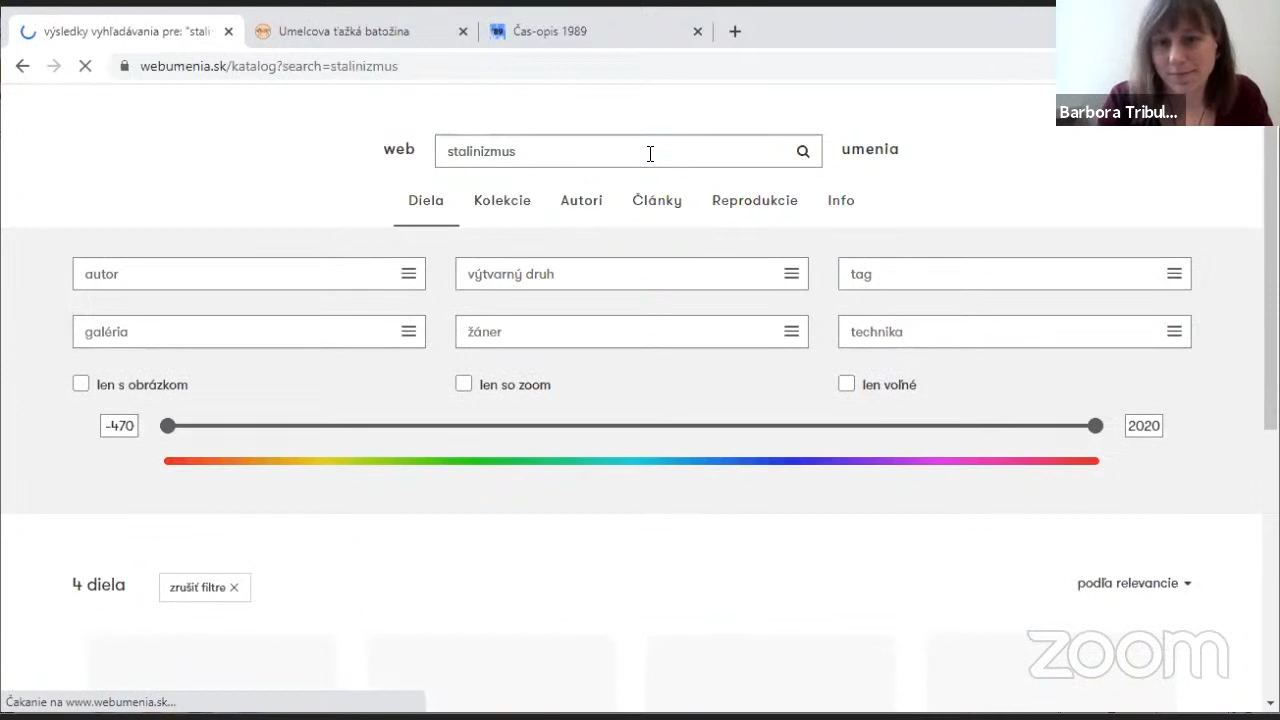 výsledky vyhľadávania pre: "stali
Umelcova ťažká batožina
Čas-opis 1989
webumenia.sk/katalog?search=stalinizmus
Barbora Tribul...
web
stalinizmus
umenia
Diela
Kolekcie
Autori
Články
Reprodukcie
Info
autor
výtvarný druh
tag
galéria
žáner
technika
len s obrázkom
len so zoom
len voľné
-470
2020
4 diela
zrušiť filtre ×
podľa relevancie
zoom
Čakanie na www.webumenia.sk...